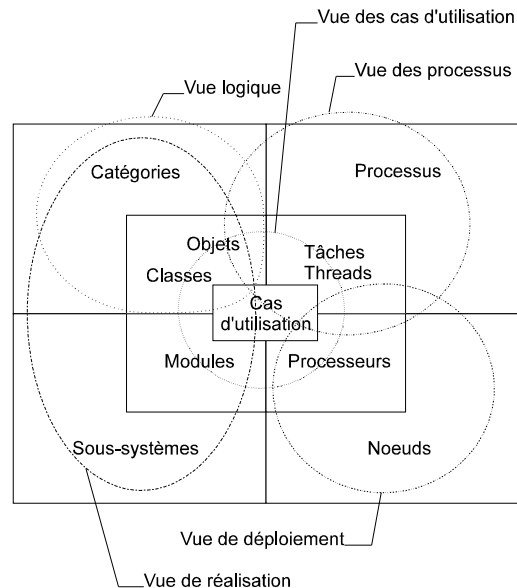 Vue des cas d'utilisation
Vue des processus
Vue logique
Catégories
Processus
Objets
Tâches
Threads
Classes
Cas
d'utilisation
Modules
Processeurs
Sous-systèmes
Noeuds
Vue de déploiement
Vue de réalisation